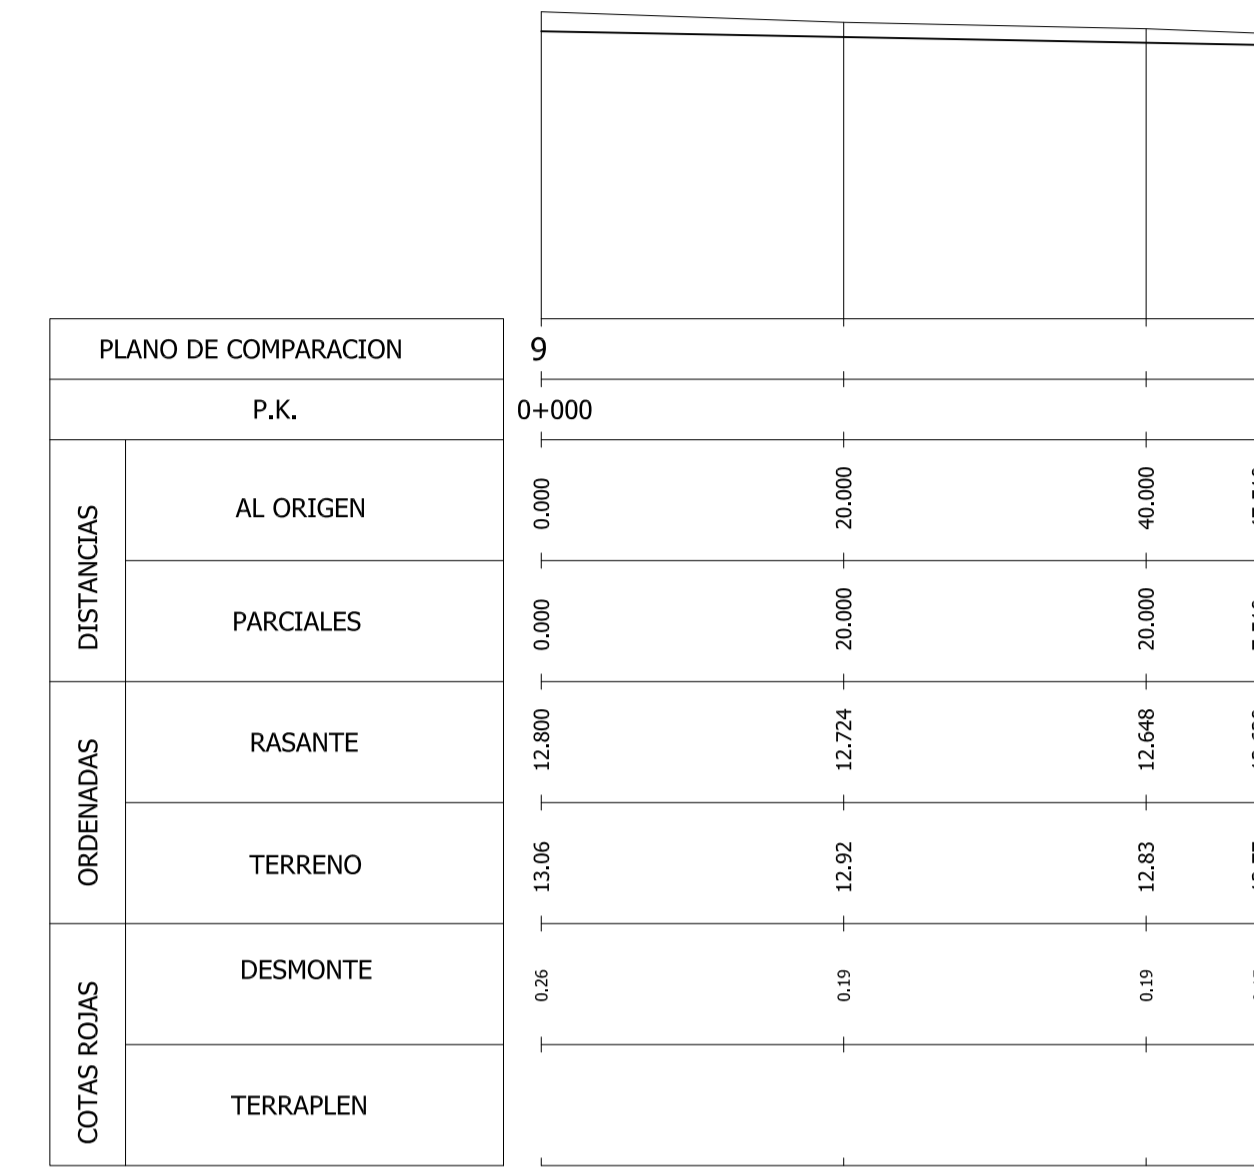 PLANO DE COMPARACION 9
P.K. 0+000
DISTANCIAS
AL ORIGEN 0.000 20.000 40.000
PARCIALES 0.000 20.000 20.000
ORDENADAS
RASANTE 12.800 12.724 12.648
TERRENO 13.06 12.92 12.83
COTAS ROJAS
DESMONTE 0.26 0.19 0.19
TERRAPLEN